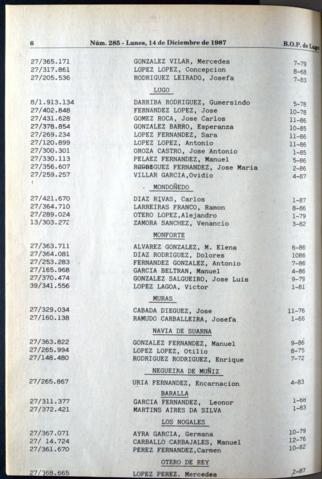 6 Núm. 285 - Lunes, 14 de Diciembre de 1987 B.O.P. de Lugo
27/365.171 GONZALEZ VILAR, Mercedes 7-79
27/317.861 LOPEZ LOPEZ, Concepcion 8-68
27/205.536 RODRIGUEZ LEIRADO, Josefa 7-83
LUGO
8/1.913.134 DARRIBA RODRIGUEZ, Gumersindo 5-78
27/402.848 FERNANDEZ LOPEZ, Jose 10-78
27/431.628 GOMEZ ROCA, Jose Carlos 11-86
27/378.854 GONZALEZ BARRO, Esperanza 10-85
27/269.234 LOPEZ FERNANDEZ, Sara 11-86
27/120.899 LOPEZ LOPEZ, Antonio 11-86
27/300.301 OROZA CASTRO, Jose Antonio 1-85
27/330.113 PELAEZ FERNANDEZ, Manuel 5-86
27/356.607 RODRIGUEZ FERNANDEZ, Jose Maria 2-86
27/259.257 VILLAR GARCIA,Ovidio 4-87
MONDOÑEDO
27/421.670 DIAZ RIVAS, Carlos 1-87
27/364.710 LARREIRAS FRANCO, Ramon 8-86
27/289.024 OTERO LOPEZ,Alejandro 1-79
13/303.272 ZAMORA SANCHEZ, Venancio 3-82
MONFORTE
27/363.711 ALVAREZ GONZALEZ, M. Elena 6-86
27/364.081 DIAZ RODRIGUEZ, Dolores 1086
27/253.283 FERNANDEZ GONZALEZ, Antonio 7-86
27/165.968 GARCIA BELTRAN, Manuel 4-86
27/370.474 GONZALEZ SALGUEIRO, Jose Luis 9-79
39/341.556 LOPEZ LAGOA, Victor 1-81
MURAS
27/329.034 CABADA DIEGUEZ, Jose 11-76
27/160.138 RAMUDO CARBALLEIRA, Josefa 1-66
NAVIA DE SUARNA
27/363.822 GONZALEZ FERNANDEZ, Manuel 9-86
27/265.994 LOPEZ LOPEZ, Otilio 8-75
27/148.480 RODRIGUEZ RODRIGUEZ, Enrique 7-72
NEGUEIRA DE MUÑIZ
27/265.867 URIA FERNANDEZ, Encarnacion 4-83
BARALLA
27/311.377 GARCIA FERNANDEZ, Leonor 1-68
27/372.421 MARTINS AIRES DA SILVA 1-83
LOS NOGALES
27/367.071 AYRA GARCIA, Germana 10-79
27/ 14.724 CARBALLO CARBAJALES, Manuel 12-76
27/361.670 PEREZ FERNANDEZ,Carmen 10-82
OTERO DE REY
27/368.665 LOPEZ PEREZ, Mercedes 2-87